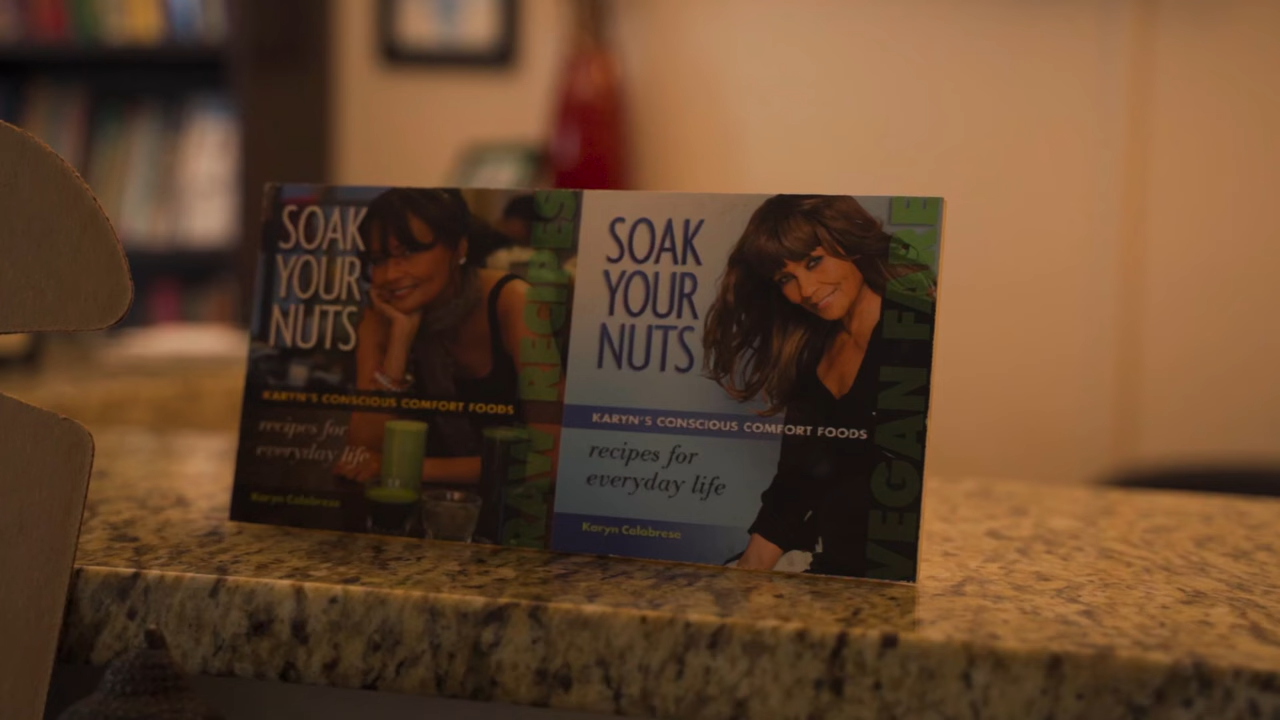 SOAK
YOUR
NUTS
KARYN'S CONSCIOUS COMFORT FOODS
recipes for
everyday life
Karyn Calabrese
RAW RECIPES
SOAK
YOUR
NUTS
KARYN'S CONSCIOUS COMFORT FOODS
recipes for
everyday life
Karyn Calabrese
VEGAN FARE